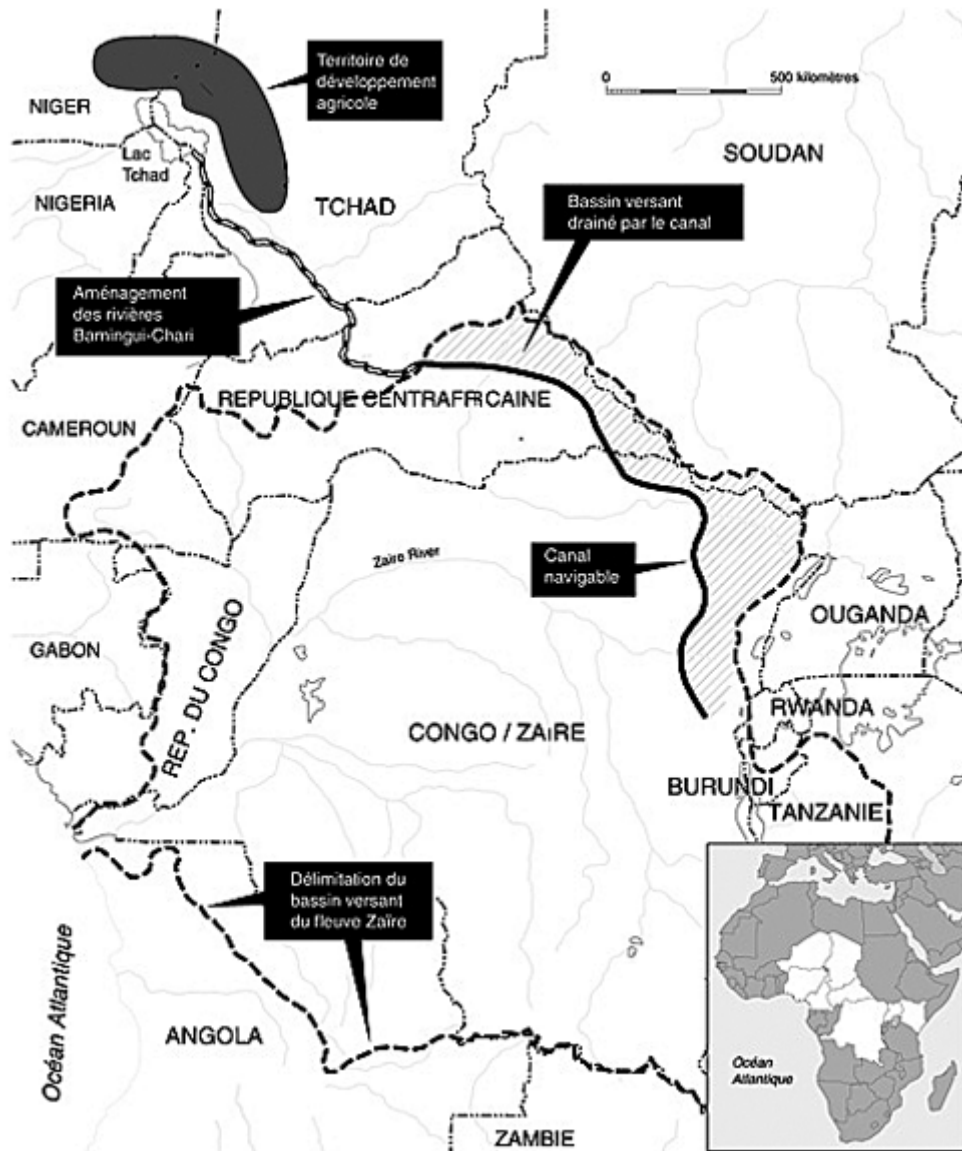 Territoire de
développement
agricole
0 500 kilomètres
NIGER
Lac
Tchad
SOUDAN
NIGERIA
TCHAD
Bassin versant
drainé par le canal
Aménagement
des rivières
Bamingui-Chari
REPUBLIQUE CENTRAFRCAINE
CAMEROUN
Zaire River
Canal
navigable
OUGANDA
GABON
REP. DU CONGO
RWANDA
CONGO / ZAIRE
BURUNDI
TANZANIE
Délimitation du
bassin versant
du fleuve Zaïre
Océan Atlantique
ANGOLA
ZAMBIE
Océan
Atlantique